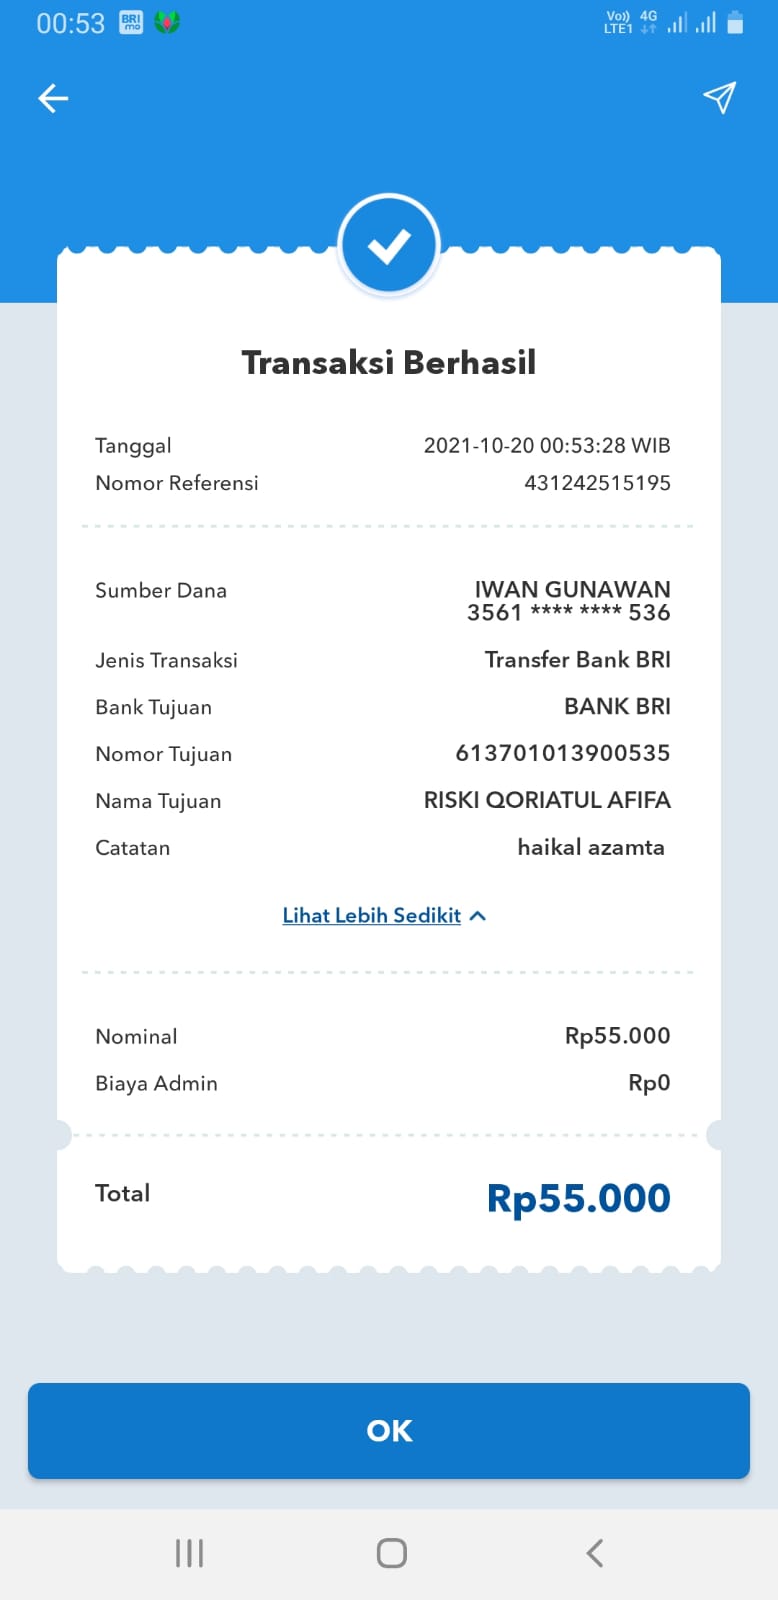 00:53 BRI mo Vo)) 4G
LTE1
Transaksi Berhasil
Tanggal 2021-10-20 00:53:28 WIB
Nomor Referensi 431242515195
Sumber Dana IWAN GUNAWAN
3561 **** **** 536
Jenis Transaksi Transfer Bank BRI
Bank Tujuan BANK BRI
Nomor Tujuan 613701013900535
Nama Tujuan RISKI QORIATUL AFIFA
Catatan haikal azamta
Lihat Lebih Sedikit
Nominal Rp55.000
Biaya Admin Rp0
Total Rp55.000
OK